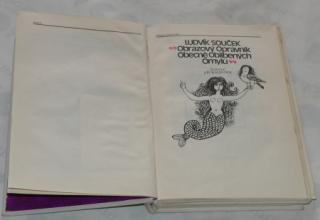 LUDVÍK SOUČEK
Obrazový Opravník
Obecně Oblíbených
Omylů